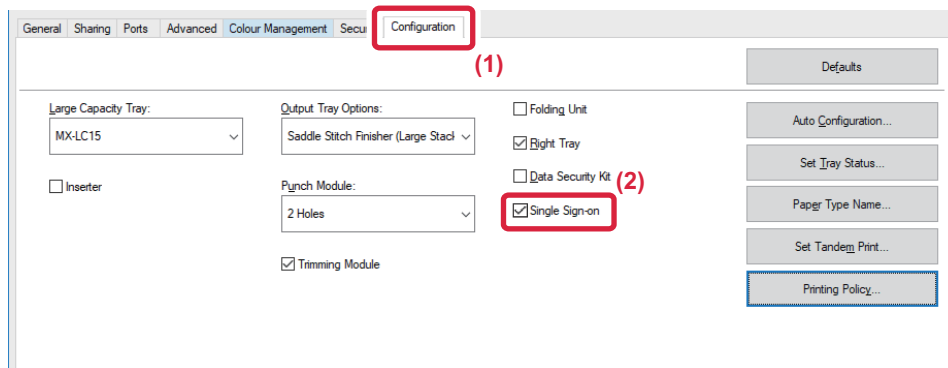 General Sharing Ports Advanced Colour Management Secu Configuration
(1)
Defaults
Large Capacity Tray:
MX-LC15
Inserter
Output Tray Options:
Saddle Stitch Finisher (Large Stack
Punch Module:
2 Holes
Trimming Module
Folding Unit
Right Tray
Data Security Kit
(2)
Single Sign-on
Auto Configuration...
Set Tray Status...
Paper Type Name...
Set Tandem Print...
Printing Policy...